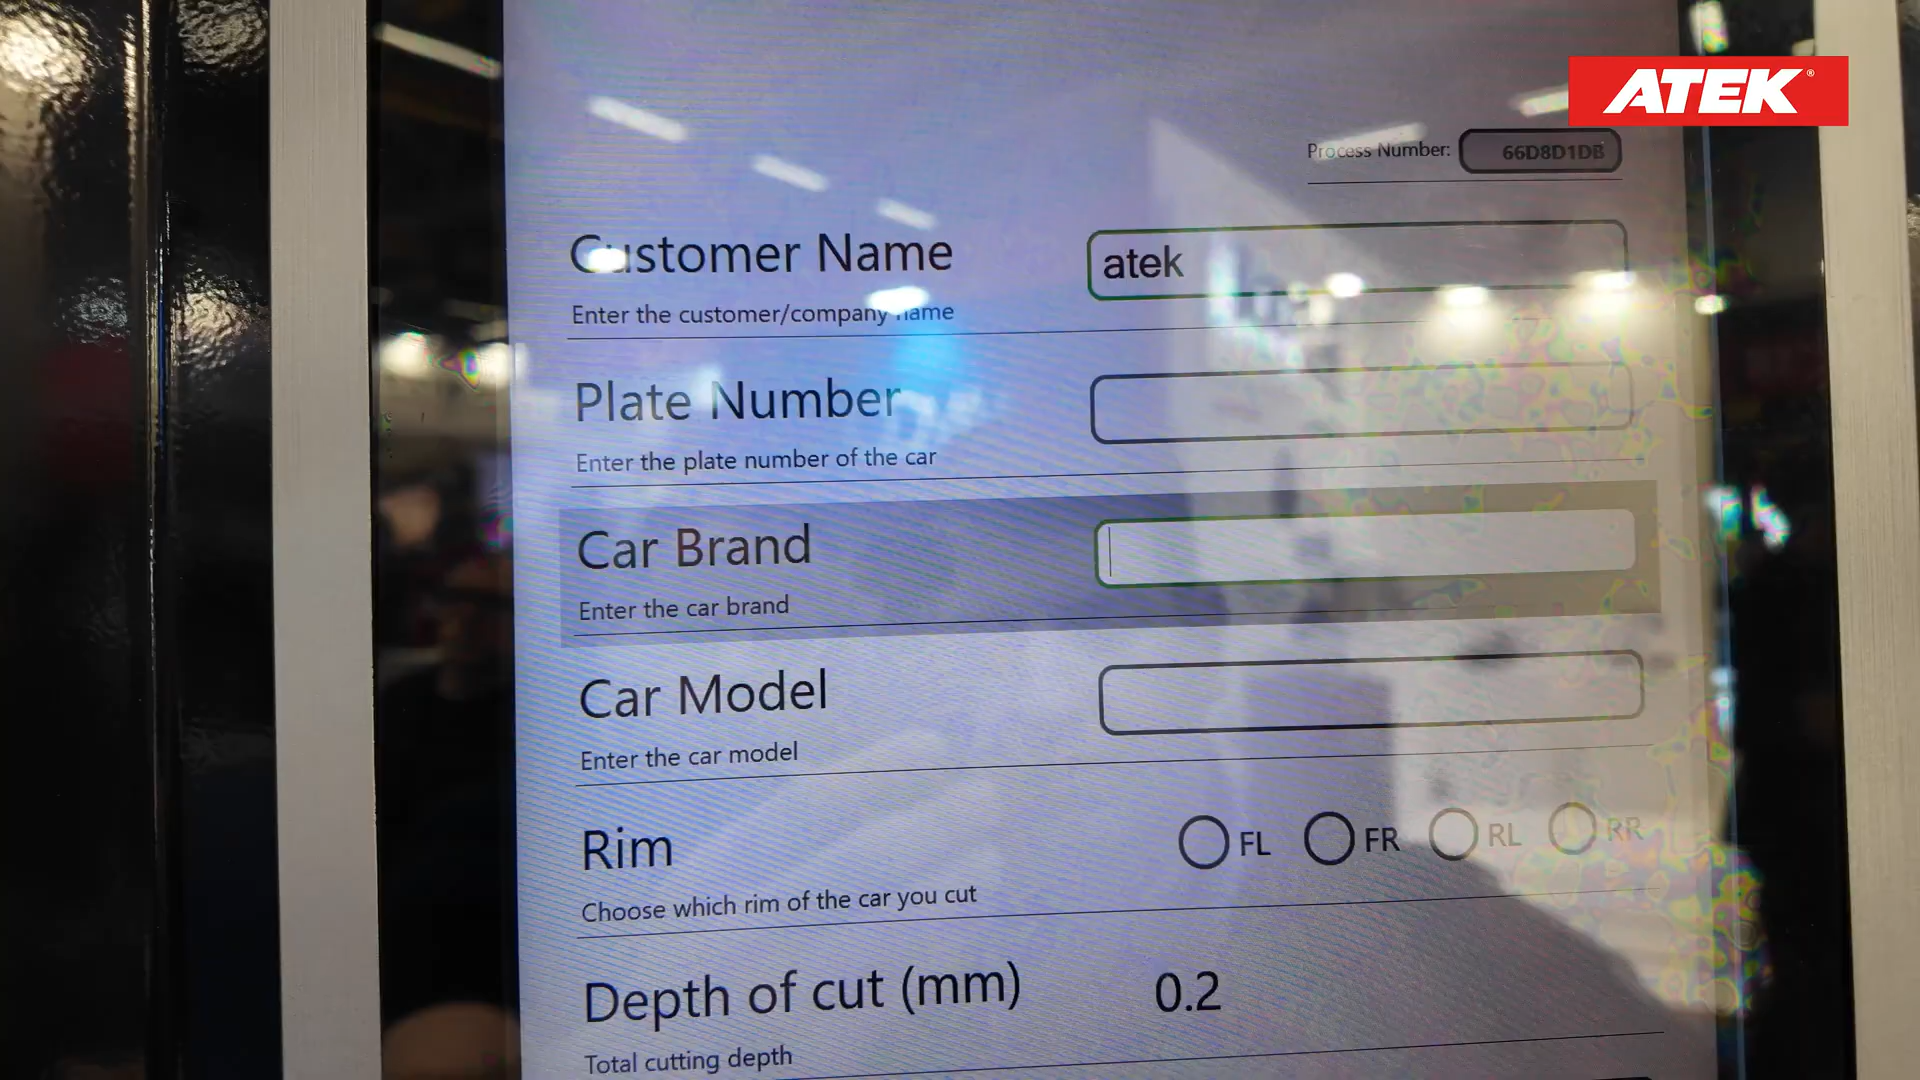 ATEK®
Process Number: 66D8D1DB
Customer Name
atek
Enter the customer/company name
Plate Number
Enter the plate number of the car
Car Brand
Enter the car brand
Car Model
Enter the car model
Rim
FL FR RL RR
Choose which rim of the car you cut
Depth of cut (mm) 0.2
Total cutting depth